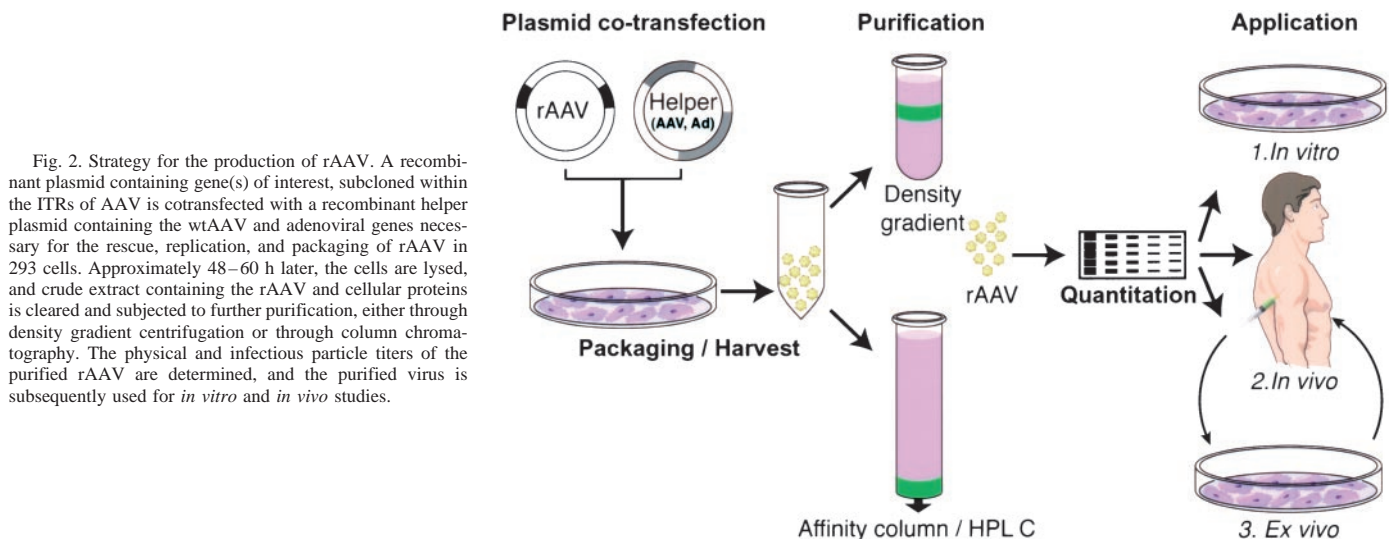 Fig. 2. Strategy for the production of rAAV. A recombi-
nant plasmid containing gene(s) of interest, subcloned within
the ITRs of AAV is cotransfected with a recombinant helper
plasmid containing the wtAAV and adenoviral genes neces-
sary for the rescue, replication, and packaging of rAAV in
293 cells. Approximately 48–60 h later, the cells are lysed,
and crude extract containing the rAAV and cellular proteins
is cleared and subjected to further purification, either through
density gradient centrifugation or through column chroma-
tography. The physical and infectious particle titers of the
purified rAAV are determined, and the purified virus is
subsequently used for in vitro and in vivo studies.
Plasmid co-transfection
rAAV
Helper
(AAV, Ad)
Packaging / Harvest
Purification
Density
gradient
rAAV
Affinity column / HPL C
Quantitation
Application
1.In vitro
2.In vivo
3. Ex vivo